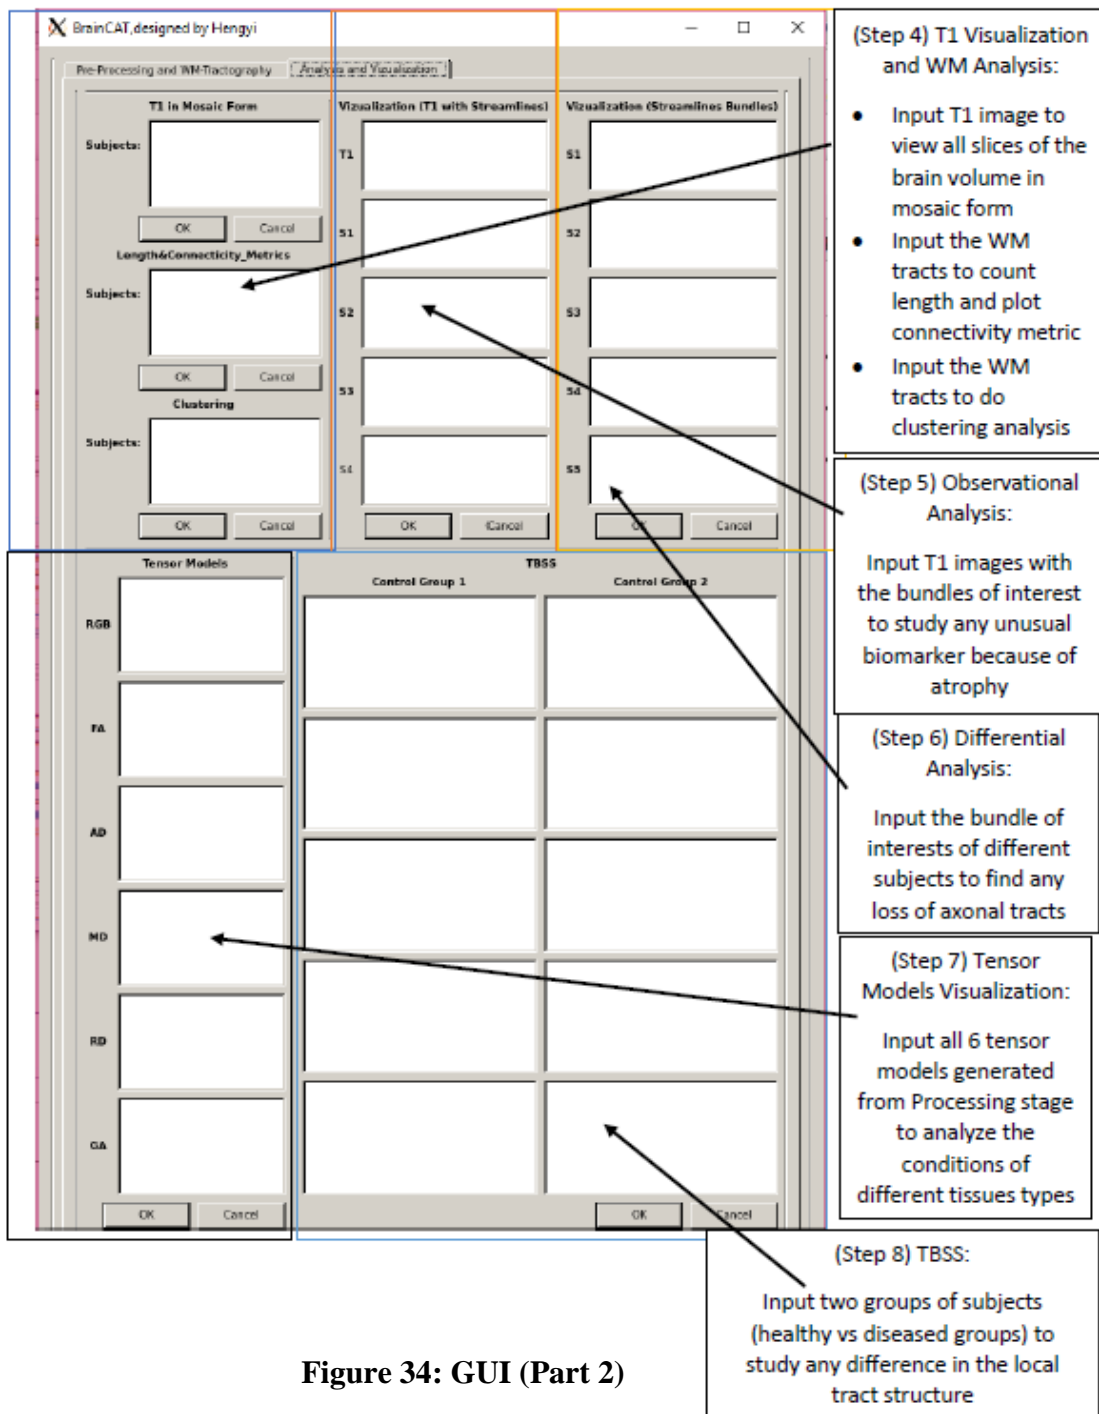 BrainCAT,designed by Hengyi
Pre-Processing and WM-Tractography
Analysis and Vizualization
T1 in Mosaic Form
Subjects:
OK Cancel
Length&Connecticity_Metrics
Subjects:
OK Cancel
Clustering
Subjects:
OK Cancel
Vizualization (T1 with Streamlines)
T1
S1
S2
S3
S4
OK Cancel
Vizualization (Streamlines Bundles)
S1
S2
S3
S4
S5
OK Cancel
Tensor Models
RGB
FA
AD
MD
RD
GA
OK Cancel
TBSS
Control Group 1 Control Group 2
OK Cancel
(Step 4) T1 Visualization
and WM Analysis:
• Input T1 image to
view all slices of the
brain volume in
mosaic form
• Input the WM
tracts to count
length and plot
connectivity metric
• Input the WM
tracts to do
clustering analysis
(Step 5) Observational
Analysis:
Input T1 images with
the bundles of interest
to study any unusual
biomarker because of
atrophy
(Step 6) Differential
Analysis:
Input the bundle of
interests of different
subjects to find any
loss of axonal tracts
(Step 7) Tensor
Models Visualization:
Input all 6 tensor
models generated
from Processing stage
to analyze the
conditions of
different tissues types
(Step 8) TBSS:
Input two groups of subjects
(healthy vs diseased groups) to
study any difference in the local
tract structure
Figure 34: GUI (Part 2)